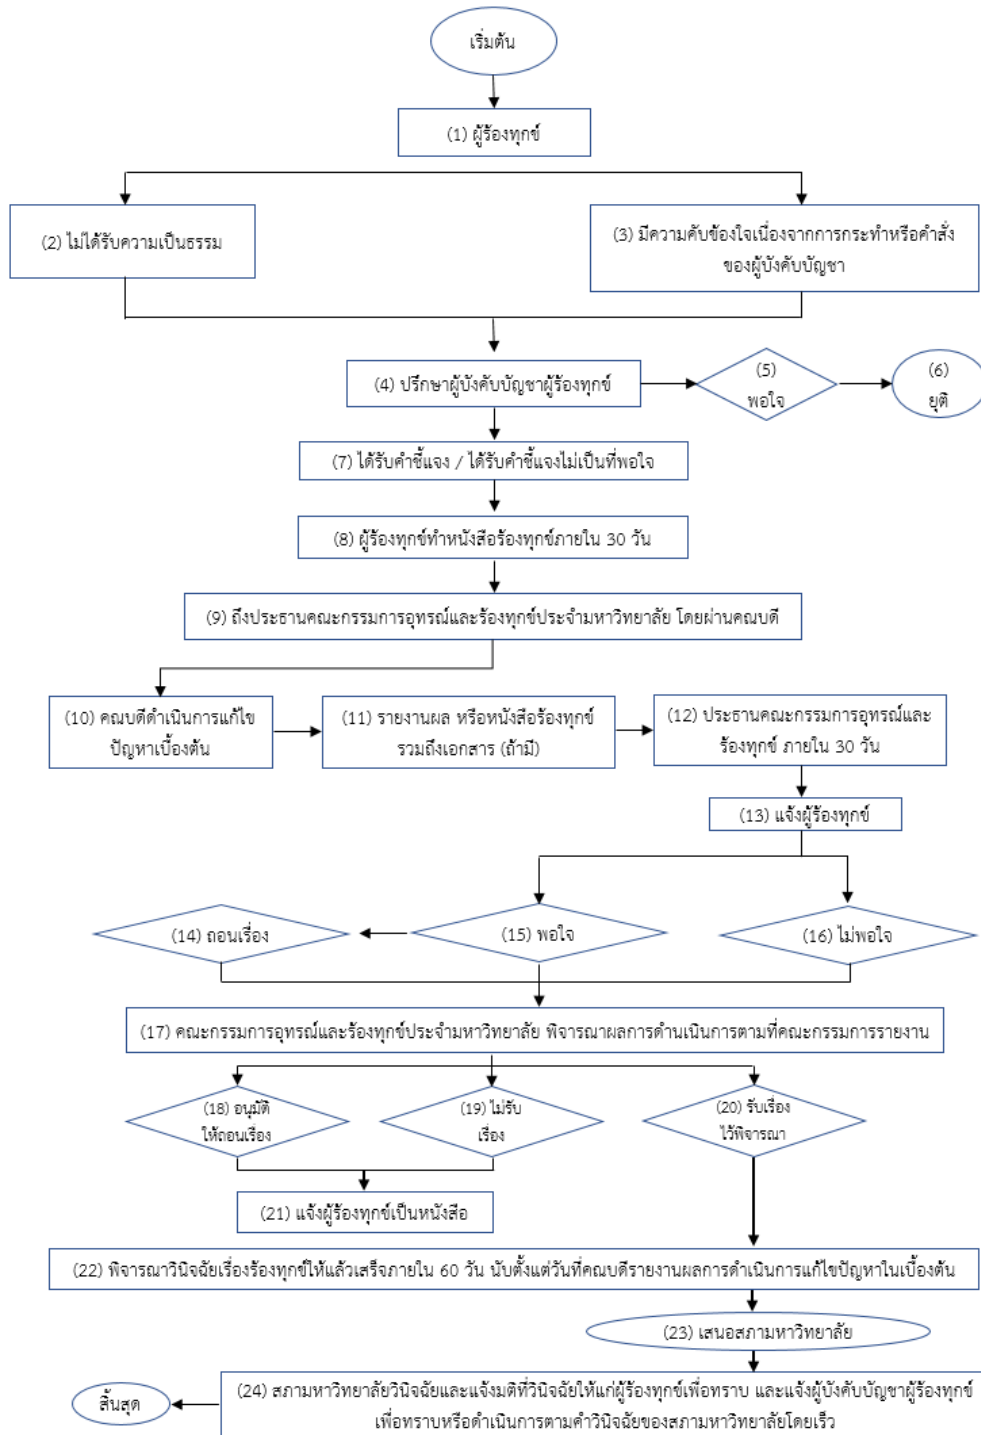 เริ่มต้น
(1) ผู้ร้องทุกข์
(2) ไม่ได้รับความเป็นธรรม
(3) มีความคับข้องใจเนื่องจากการกระทำหรือคำสั่ง
ของผู้บังคับบัญชา
(4) ปรึกษาผู้บังคับบัญชาผู้ร้องทุกข์
(5)
พอใจ
(6)
ยุติ
(7) ได้รับคำชี้แจง / ได้รับคำชี้แจงไม่เป็นที่พอใจ
(8) ผู้ร้องทุกข์ทำหนังสือร้องทุกข์ภายใน 30 วัน
(9) ถึงประธานคณะกรรมการอุทรณ์และร้องทุกข์ประจำมหาวิทยาลัย โดยผ่านคณบดี
(10) คณบดีดำเนินการแก้ไข
ปัญหาเบื้องต้น
(11) รายงานผล หรือหนังสือร้องทุกข์
รวมถึงเอกสาร (ถ้ามี)
(12) ประธานคณะกรรมการอุทรณ์และ
ร้องทุกข์ ภายใน 30 วัน
(13) แจ้งผู้ร้องทุกข์
(14) ถอนเรื่อง
(15) พอใจ
(16) ไม่พอใจ
(17) คณะกรรมการอุทรณ์และร้องทุกข์ประจำมหาวิทยาลัย พิจารณาผลการดำนเนินการตามที่คณะกรรมการรายงาน
(18) อนุมัติ
ให้ถอนเรื่อง
(19) ไม่รับ
เรื่อง
(20) รับเรื่อง
ไว้พิจารณา
(21) แจ้งผู้ร้องทุกข์เป็นหนังสือ
(22) พิจารณาวินิจฉัยเรื่องร้องทุกข์ให้แล้วเสร็จภายใน 60 วัน นับตั้งแต่วันที่คณบดีรายงานผลการดำเนินการแก้ไขปัญหาในเบื้องต้น
(23) เสนอสภามหาวิทยาลัย
(24) สภามหาวิทยาลัยวินิจฉัยและแจ้งมติที่วินิจฉัยให้แก่ผู้ร้องทุกข์เพื่อทราบ และแจ้งผู้บังคับบัญชาผู้ร้องทุกข์
เพื่อทราบหรือดำเนินการตามคำวินิจฉัยของสภามหาวิทยาลัยโดยเร็ว
สิ้นสุด